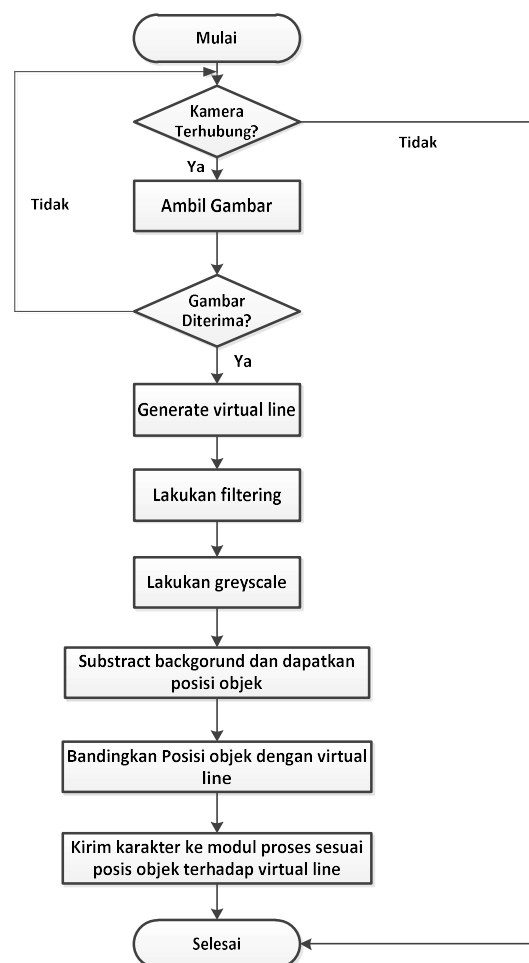 Mulai
Kamera
Terhubung?
Tidak
Ya
Tidak
Ambil Gambar
Gambar
Diterima?
Ya
Generate virtual line
Lakukan filtering
Lakukan greyscale
Substract backgorund dan dapatkan
posisi objek
Bandingkan Posisi objek dengan virtual
line
Kirim karakter ke modul proses sesuai
posis objek terhadap virtual line
Selesai